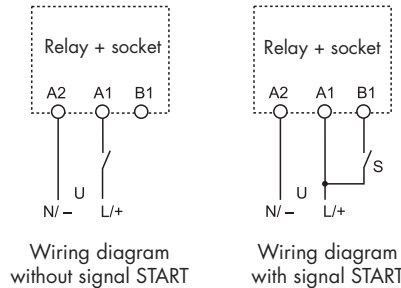 Relay + socket
A2 A1 B1
U
N/ – L/+
Wiring diagram
without signal START
Relay + socket
A2 A1 B1
S
U
N/ – L/+
Wiring diagram
with signal START